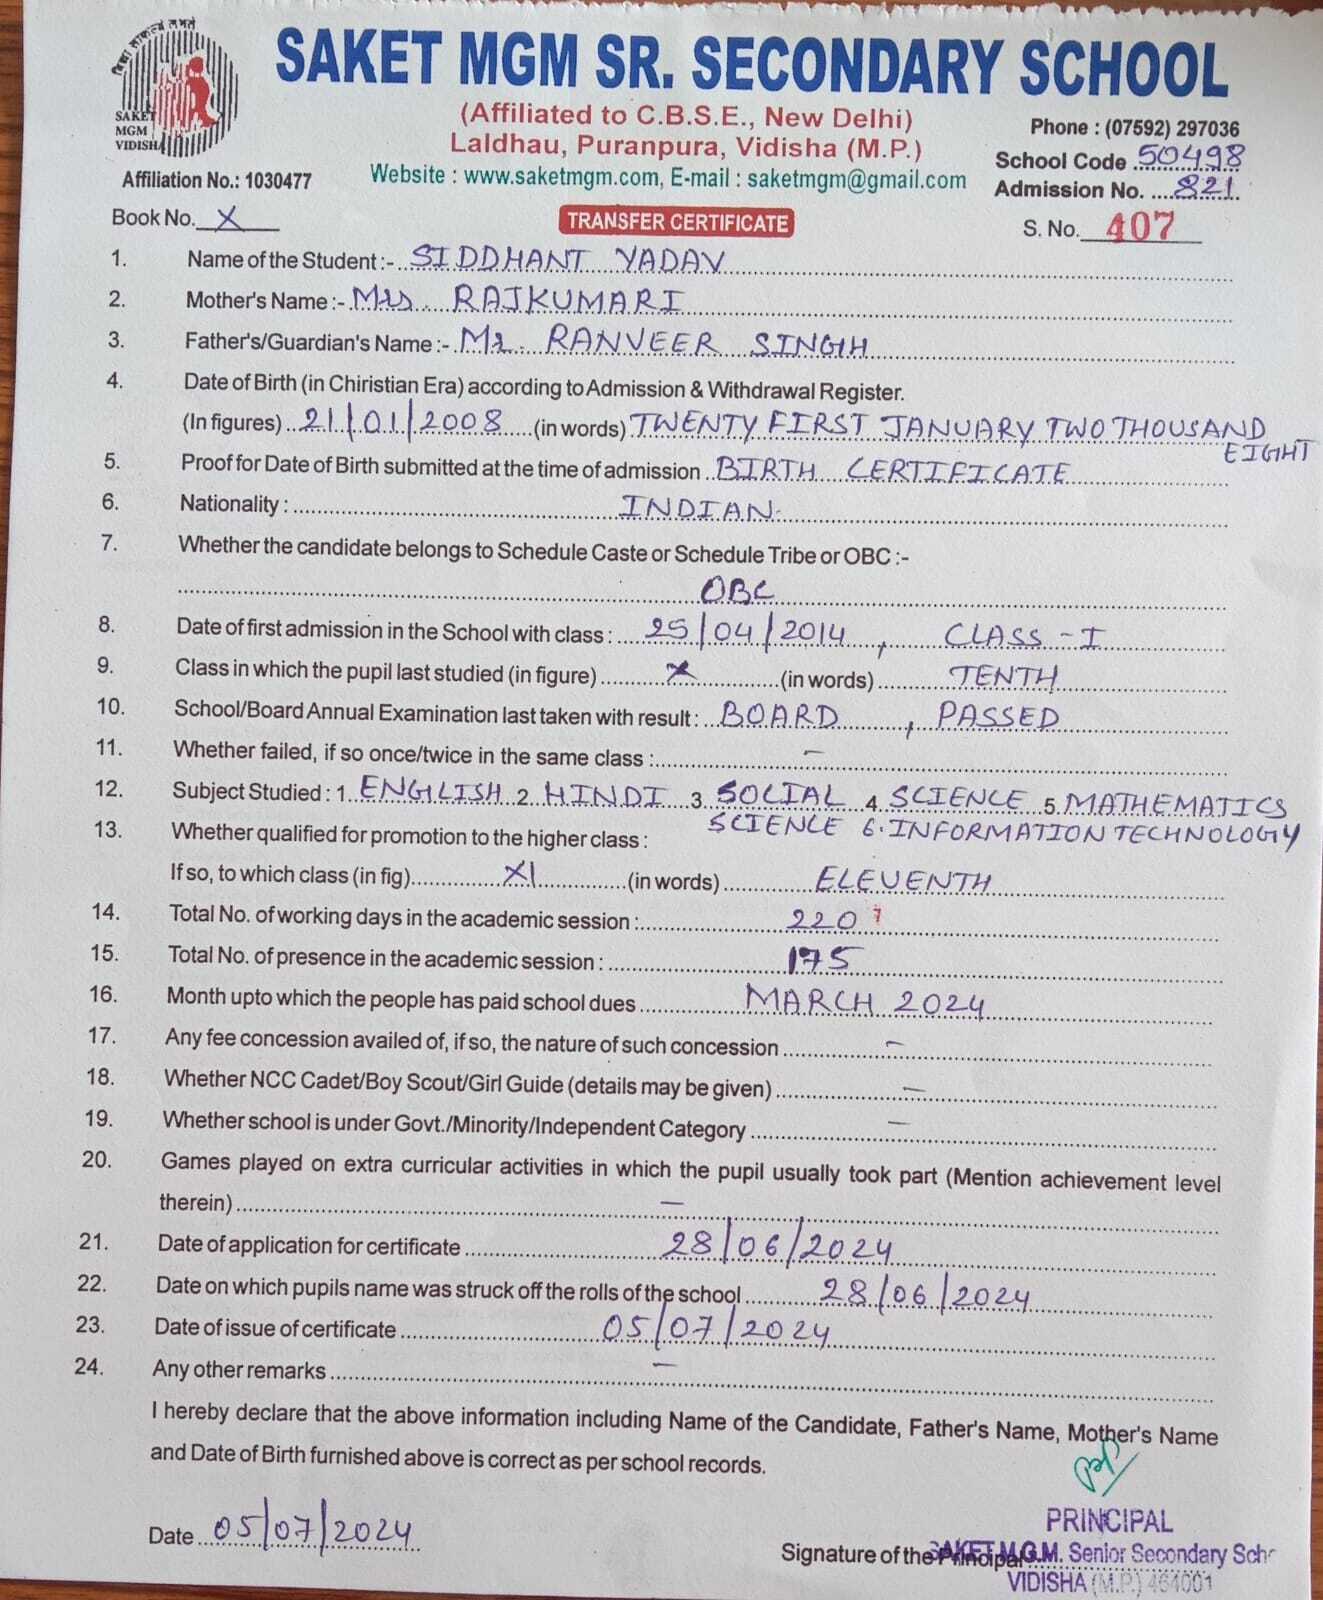 विद्या लोकस्य लभते
SAKET
MGM
VIDISHA
SAKET MGM SR. SECONDARY SCHOOL
(Affiliated to C.B.S.E., New Delhi)
Laldhau, Puranpura, Vidisha (M.P.)
Website : www.saketmgm.com, E-mail : saketmgm@gmail.com
Phone : (07592) 297036
School Code 50498
Admission No. 821
Affiliation No.: 1030477
Book No. X
TRANSFER CERTIFICATE
S. No. 407
1. Name of the Student :- SIDDHANT YADAV
2. Mother's Name :- Mrs. RAJKUMARI
3. Father's/Guardian's Name :- Mr. RANVEER SINGH
4. Date of Birth (in Chiristian Era) according to Admission & Withdrawal Register.
(In figures) 21/01/2008 (in words) TWENTY FIRST JANUARY TWO THOUSAND
EIGHT
5. Proof for Date of Birth submitted at the time of admission BIRTH CERTIFICATE
6. Nationality : INDIAN
7. Whether the candidate belongs to Schedule Caste or Schedule Tribe or OBC :-
OBC
8. Date of first admission in the School with class : 25/04/2014, CLASS - I
9. Class in which the pupil last studied (in figure) X (in words) TENTH
10. School/Board Annual Examination last taken with result : BOARD, PASSED
11. Whether failed, if so once/twice in the same class : —
12. Subject Studied : 1. ENGLISH 2. HINDI 3. SOCIAL 4. SCIENCE 5. MATHEMATICS
SCIENCE 6. INFORMATION TECHNOLOGY
13. Whether qualified for promotion to the higher class :
If so, to which class (in fig) XI (in words) ELEVENTH
14. Total No. of working days in the academic session : 220
15. Total No. of presence in the academic session : 175
16. Month upto which the people has paid school dues MARCH 2024
17. Any fee concession availed of, if so, the nature of such concession —
18. Whether NCC Cadet/Boy Scout/Girl Guide (details may be given) —
19. Whether school is under Govt./Minority/Independent Category —
20. Games played on extra curricular activities in which the pupil usually took part (Mention achievement level
therein) —
21. Date of application for certificate 28/06/2024
22. Date on which pupils name was struck off the rolls of the school 28/06/2024
23. Date of issue of certificate 05/07/2024
24. Any other remarks —
I hereby declare that the above information including Name of the Candidate, Father's Name, Mother's Name
and Date of Birth furnished above is correct as per school records.
Date 05/07/2024
PRINCIPAL
Signature of the Principal
SAKET M.G.M. Senior Secondary Scho
VIDISHA (M.P.) 464001